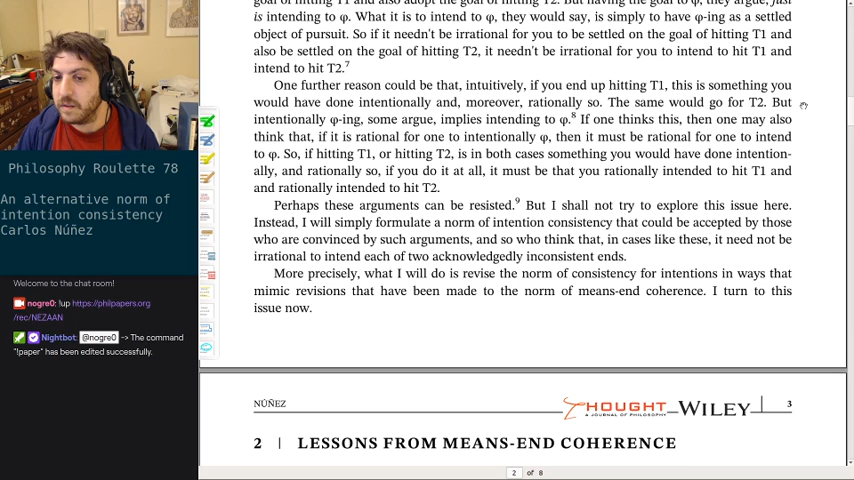 goal of hitting T1 and also adopt the goal of hitting T2. But having the goal to φ, they argue, just
is intending to φ. What it is to intend to φ, they would say, is simply to have φ-ing as a settled
object of pursuit. So if it needn't be irrational for you to be settled on the goal of hitting T1 and
also be settled on the goal of hitting T2, it needn't be irrational for you to intend to hit T1 and
intend to hit T2.7
One further reason could be that, intuitively, if you end up hitting T1, this is something you
would have done intentionally and, moreover, rationally so. The same would go for T2. But
intentionally φ-ing, some argue, implies intending to φ.8 If one thinks this, then one may also
think that, if it is rational for one to intentionally φ, then it must be rational for one to intend
to φ. So, if hitting T1, or hitting T2, is in both cases something you would have done intention-
ally, and rationally so, if you do it at all, it must be that you rationally intended to hit T1 and
and rationally intended to hit T2.
Perhaps these arguments can be resisted.9 But I shall not try to explore this issue here.
Instead, I will simply formulate a norm of intention consistency that could be accepted by those
who are convinced by such arguments, and so who think that, in cases like these, it need not be
irrational to intend each of two acknowledgedly inconsistent ends.
More precisely, what I will do is revise the norm of consistency for intentions in ways that
mimic revisions that have been made to the norm of means-end coherence. I turn to this
issue now.
NÚÑEZ
THOUGHT
A JOURNAL OF PHILOSOPHY
WILEY
3
2 | LESSONS FROM MEANS-END COHERENCE
2 of 8
Philosophy Roulette 78
An alternative norm of
intention consistency
Carlos Núñez
Welcome to the chat room!
nogre0: !up https://philpapers.org
/rec/NEZAAN
Nightbot: @nogre0 -> The command
"!paper" has been edited successfully.